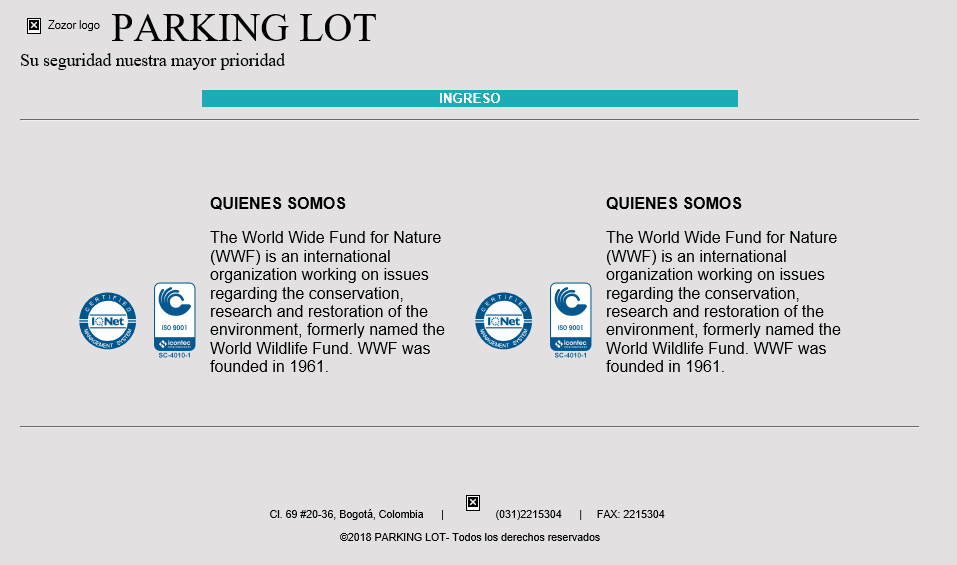 Zozor logo PARKING LOT
Su seguridad nuestra mayor prioridad
INGRESO
QUIENES SOMOS
The World Wide Fund for Nature
(WWF) is an international
organization working on issues
regarding the conservation,
research and restoration of the
environment, formerly named the
World Wildlife Fund. WWF was
founded in 1961.
CERTIFIED
IQNet
MANAGEMENT SYSTEM
ISO 9001
icontec
SC-4010-1
QUIENES SOMOS
The World Wide Fund for Nature
(WWF) is an international
organization working on issues
regarding the conservation,
research and restoration of the
environment, formerly named the
World Wildlife Fund. WWF was
founded in 1961.
CERTIFIED
IQNet
MANAGEMENT SYSTEM
ISO 9001
icontec
SC-4010-1
Cl. 69 #20-36, Bogotá, Colombia | (031)2215304 | FAX: 2215304
©2018 PARKING LOT- Todos los derechos reservados